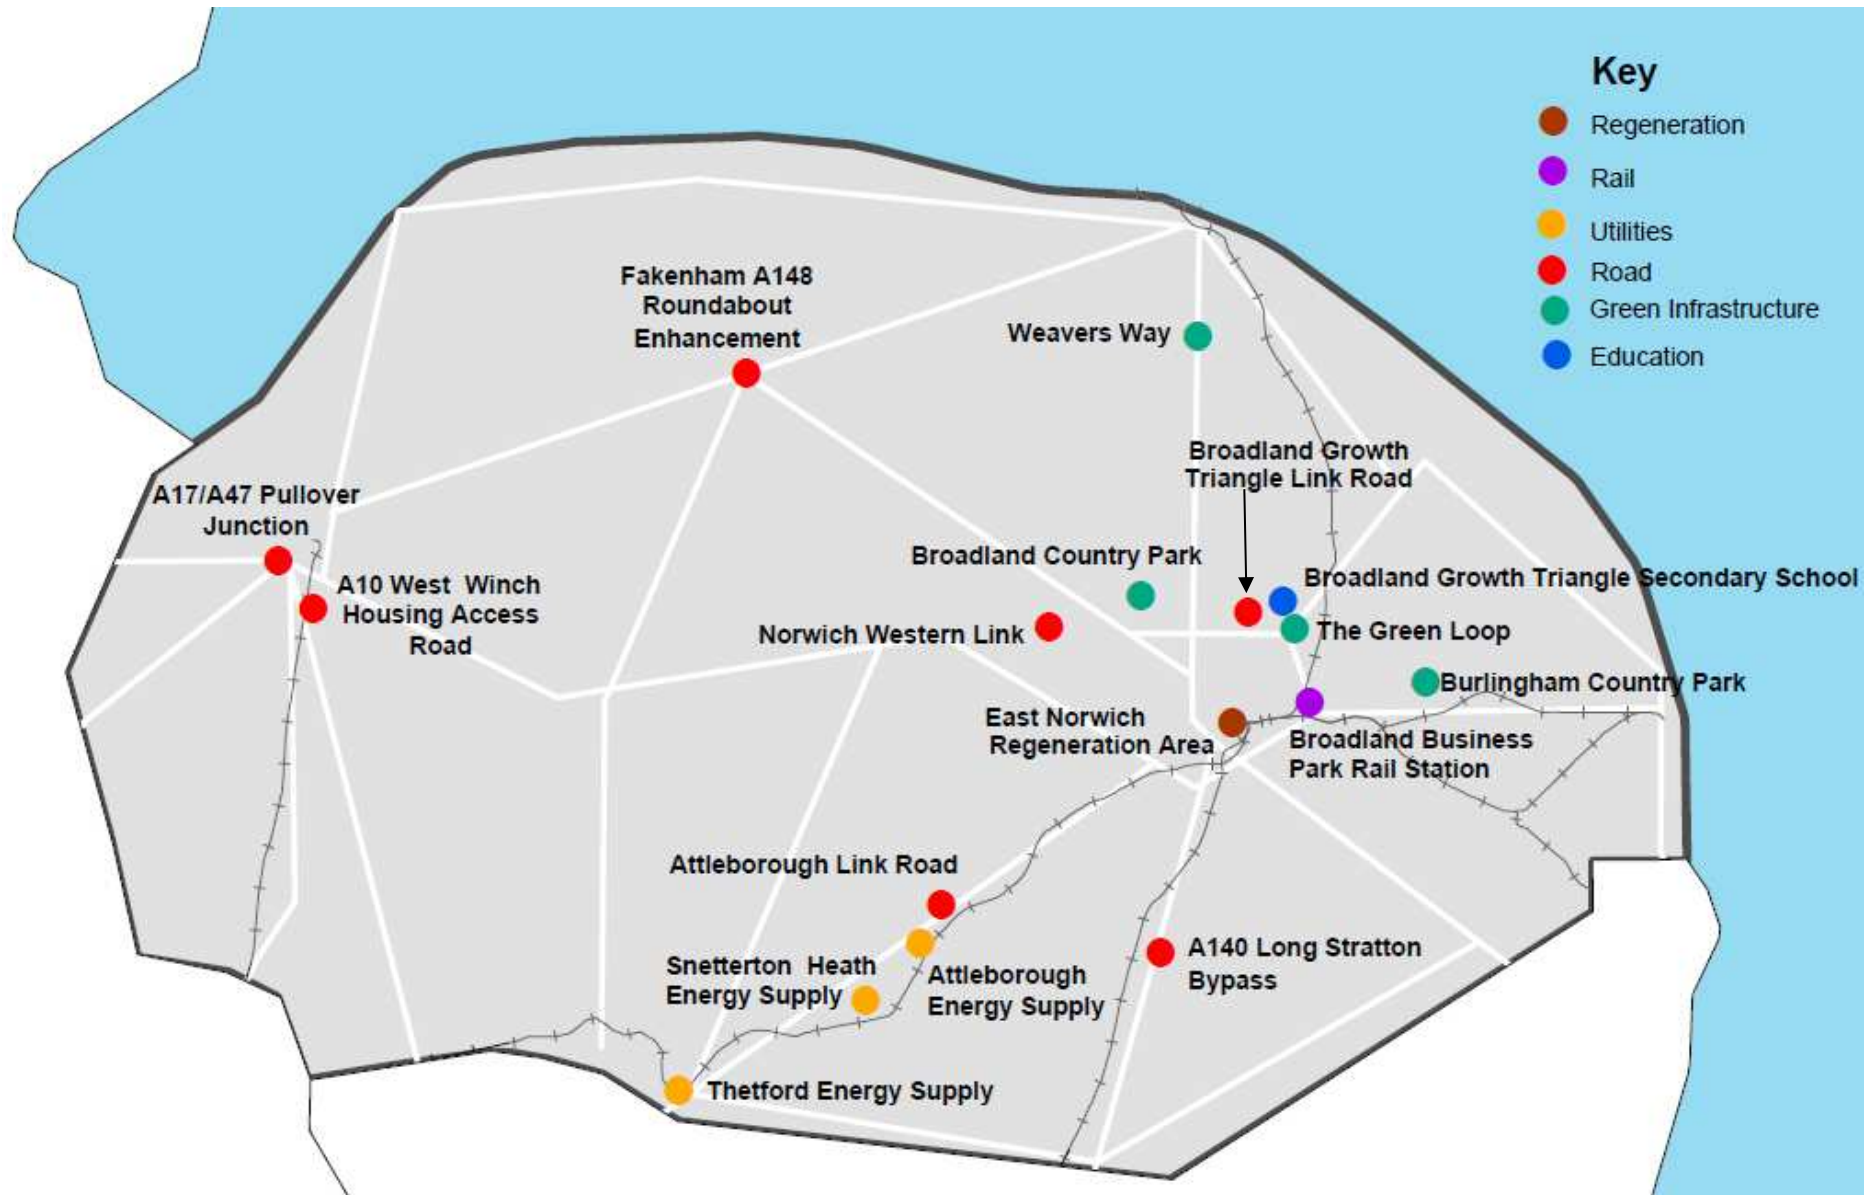 Key
Regeneration
Rail
Utilities
Road
Green Infrastructure
Education
Fakenham A148
Roundabout
Enhancement
Weavers Way
Broadland Growth
Triangle Link Road
A17/A47 Pullover
Junction
A10 West Winch
Housing Access
Road
Broadland Country Park
Broadland Growth Triangle Secondary School
Norwich Western Link
The Green Loop
Burlingham Country Park
East Norwich
Regeneration Area
Broadland Business
Park Rail Station
Attleborough Link Road
Snetterton Heath
Energy Supply
Attleborough
Energy Supply
A140 Long Stratton
Bypass
Thetford Energy Supply